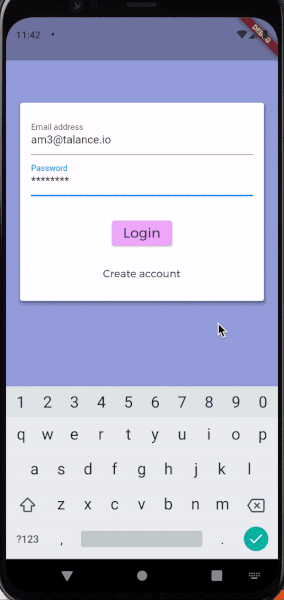 11:42
DEBUG
Email address
am3@talance.io
Password
********
Login
Create account
1 2 3 4 5 6 7 8 9 0
q w e r t y u i o p
a s d f g h j k l
z x c v b n m
?123 , .